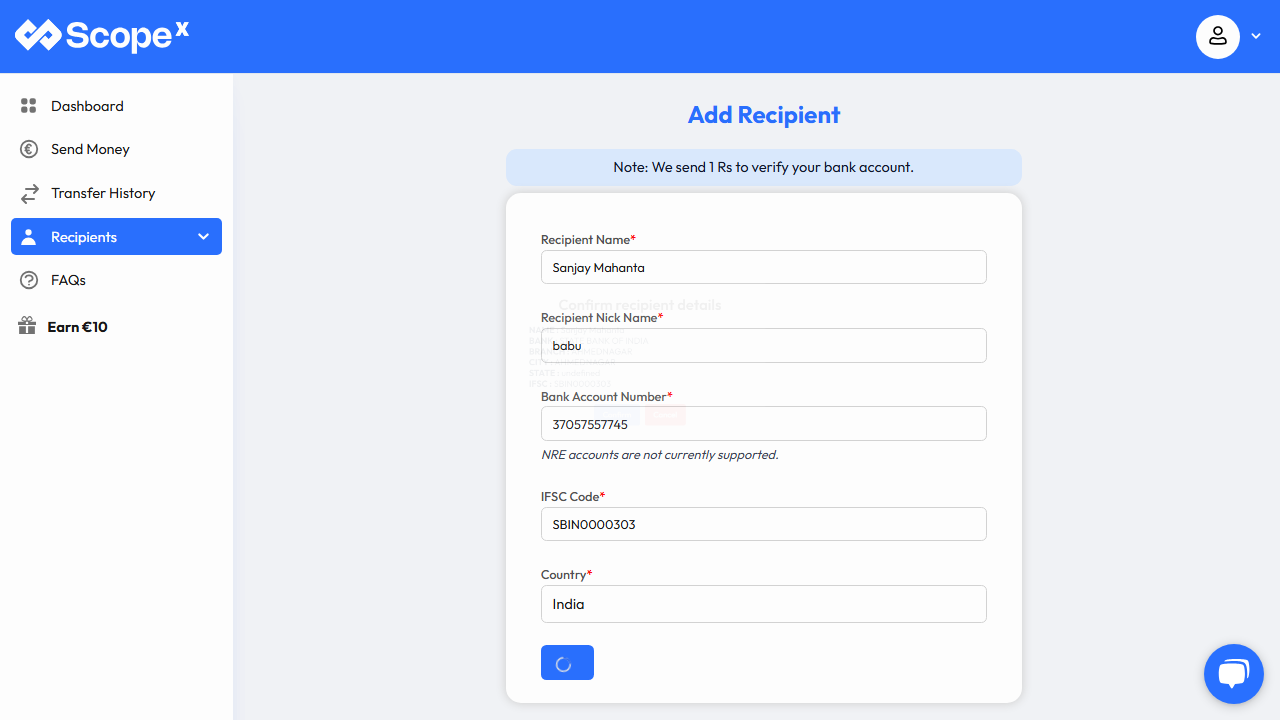 Scope X
Dashboard
Send Money
Transfer History
Recipients
FAQs
Earn €10
Add Recipient
Note: We send 1 Rs to verify your bank account.
Recipient Name*
Sanjay Mahanta
Confirm recipient details
Recipient Nick Name*
babu
STATE : undefined
Bank Account Number*
37057557745
NRE accounts are not currently supported.
IFSC Code*
SBIN0000303
Country*
India